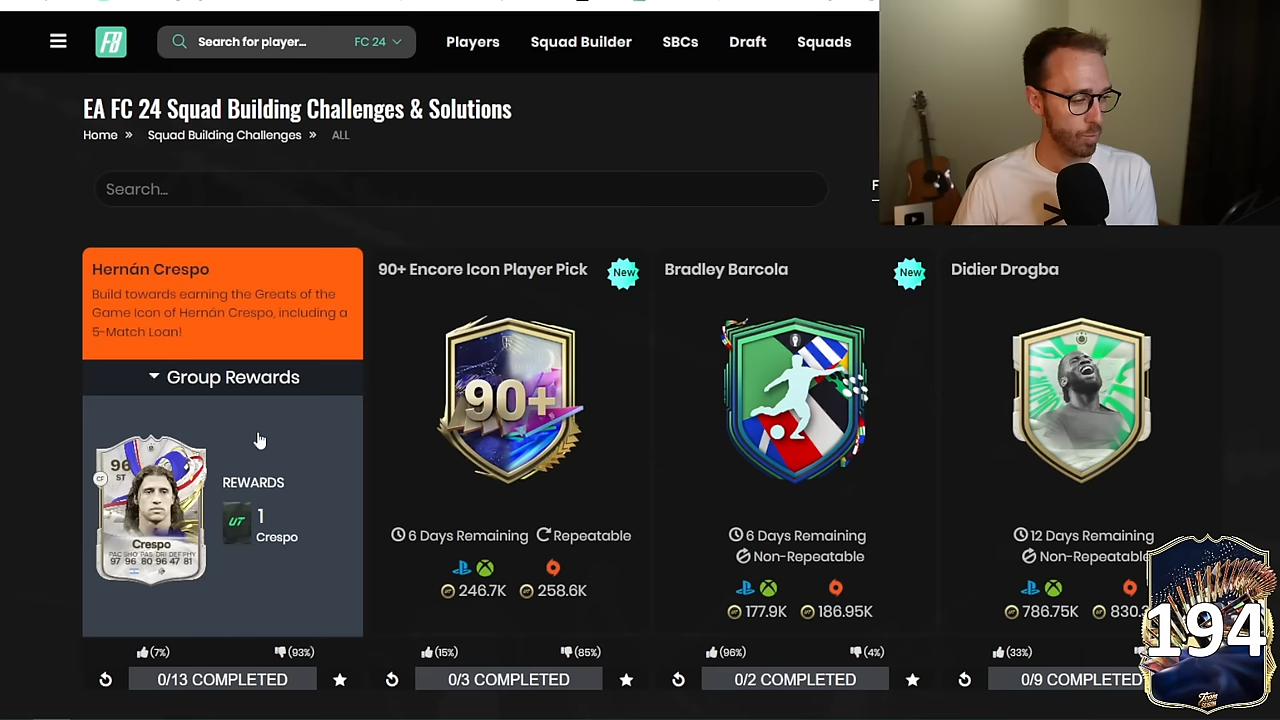 FB
Search for player...
FC 24
Players
Squad Builder
SBCs
Draft
Squads
EA FC 24 Squad Building Challenges & Solutions
Home » Squad Building Challenges » ALL
Search...
F
Hernán Crespo
Build towards earning the Greats of the
Game Icon of Hernán Crespo, including a
5-Match Loan!
Group Rewards
96
ST
CF
Crespo
PAC SHO PAS DRI DEF PHY
97 96 80 96 47 81
REWARDS
UT
1
Crespo
(7%)
(93%)
0/13 COMPLETED
90+ Encore Icon Player Pick
New
90+
6 Days Remaining
Repeatable
246.7K
258.6K
(15%)
(85%)
0/3 COMPLETED
Bradley Barcola
New
6 Days Remaining
Non-Repeatable
177.9K
186.95K
(96%)
(4%)
0/2 COMPLETED
Didier Drogba
12 Days Remaining
Non-Repeatable
786.75K
830.3
(33%)
0/9 COMPLETED
194